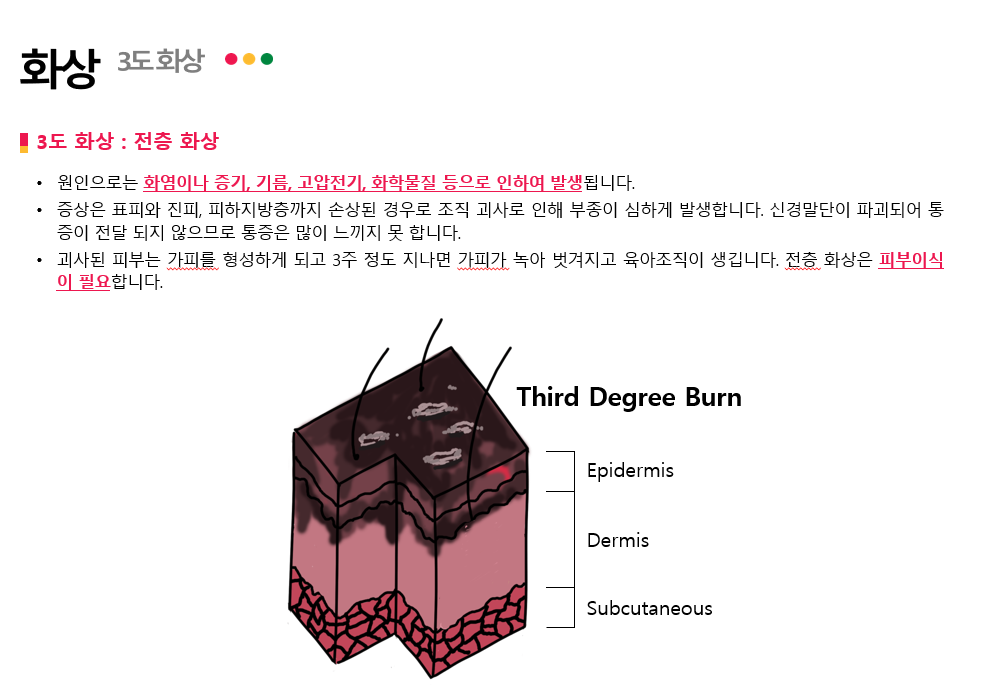 화상 3도 화상
3도 화상 : 전층 화상
• 원인으로는 화염이나 증기, 기름, 고압전기, 화학물질 등으로 인하여 발생됩니다.
• 증상은 표피와 진피, 피하지방층까지 손상된 경우로 조직 괴사로 인해 부종이 심하게 발생합니다. 신경말단이 파괴되어 통
증이 전달 되지 않으므로 통증은 많이 느끼지 못 합니다.
• 괴사된 피부는 가피를 형성하게 되고 3주 정도 지나면 가피가 녹아 벗겨지고 육아조직이 생깁니다. 전층 화상은 피부이식
이 필요합니다.
Third Degree Burn
Epidermis
Dermis
Subcutaneous